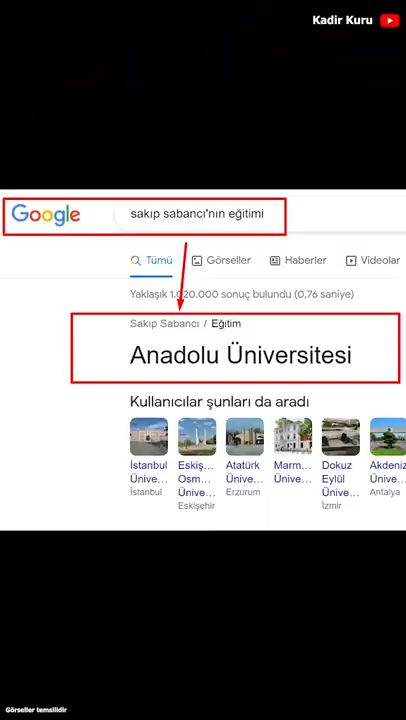 Kadir Kuru
Google
sakıp sabancı'nın eğitimi
Tümü Görseller Haberler Videolar
Yaklaşık 1.020.000 sonuç bulundu (0,76 saniye)
Sakıp Sabancı / Eğitim
Anadolu Üniversitesi
Kullanıcılar şunları da aradı
İstanbul Eskiş... Atatürk Marm... Dokuz Akdeniz
Ünive... Osm... Ünive... Ünive... Eylül Ünive...
İstanbul Ünive... Erzurum Ünive... Antalya
Eskişehir İzmir
Görseller temsilidir